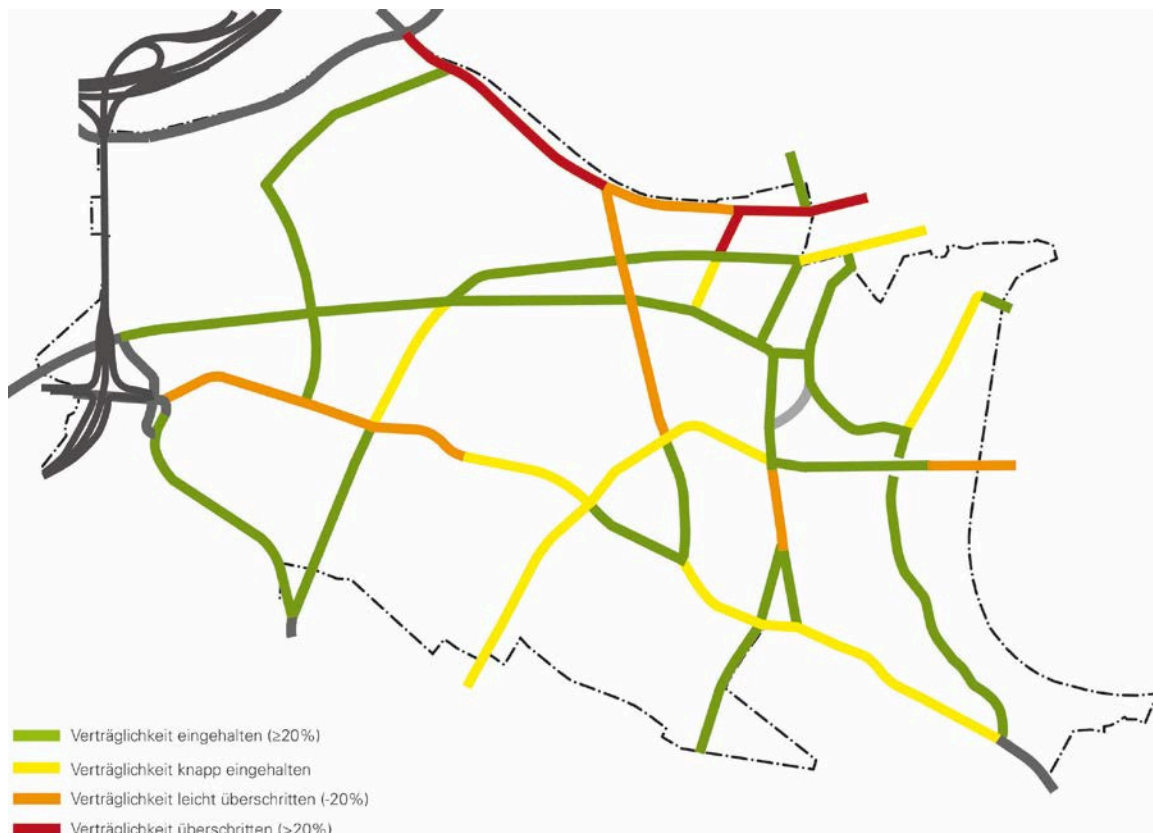 Verträglichkeit eingehalten (≥20%)
Verträglichkeit knapp eingehalten
Verträglichkeit leicht überschritten (-20%)
Verträglichkeit überschritten (>20%)